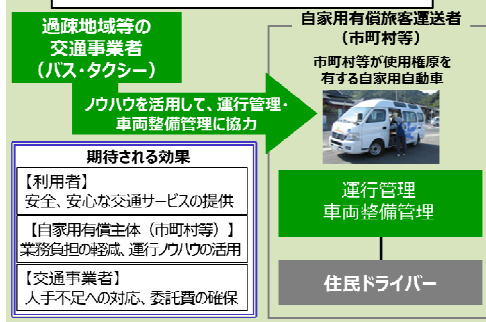 過疎地域等の
交通事業者
（バス・タクシー）
自家用有償旅客運送者
（市町村等）
市町村等が使用権原を
有する自家用自動車
ノウハウを活用して、運行管理・
車両整備管理に協力
期待される効果
【利用者】
安全、安心な交通サービスの提供
【自家用有償主体（市町村等）】
業務負担の軽減、運行ノウハウの活用
【交通事業者】
人手不足への対応、委託費の確保
運行管理
車両整備管理
住民ドライバー